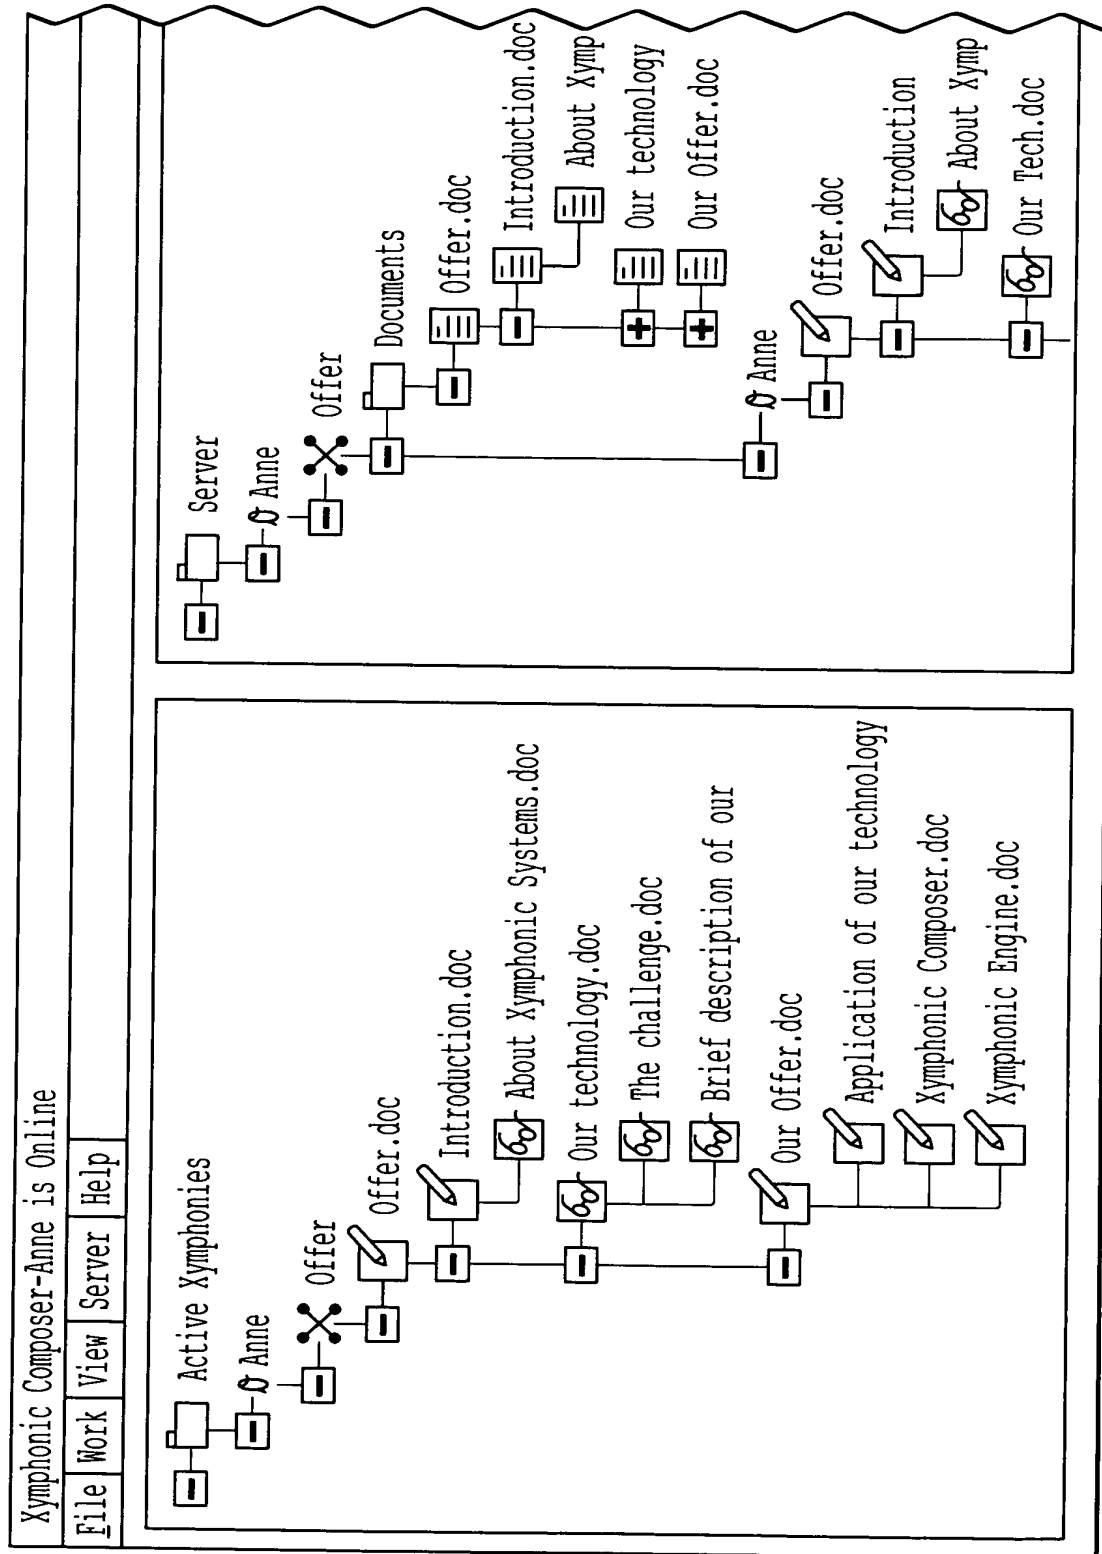 Xymphonic Composer-Anne is Online
File Work View Server Help
Active Xymphonies
Anne
Offer
Offer.doc
Introduction.doc
About Xymphonic Systems.doc
Our technology.doc
The challenge.doc
Brief description of our
Our Offer.doc
Application of our technology
Xymphonic Composer.doc
Xymphonic Engine.doc
Server
Anne
Offer
Documents
Offer.doc
Introduction.doc
About Xymp
Our technology
Our Offer.doc
Anne
Offer.doc
Introduction
About Xymp
Our Tech.doc